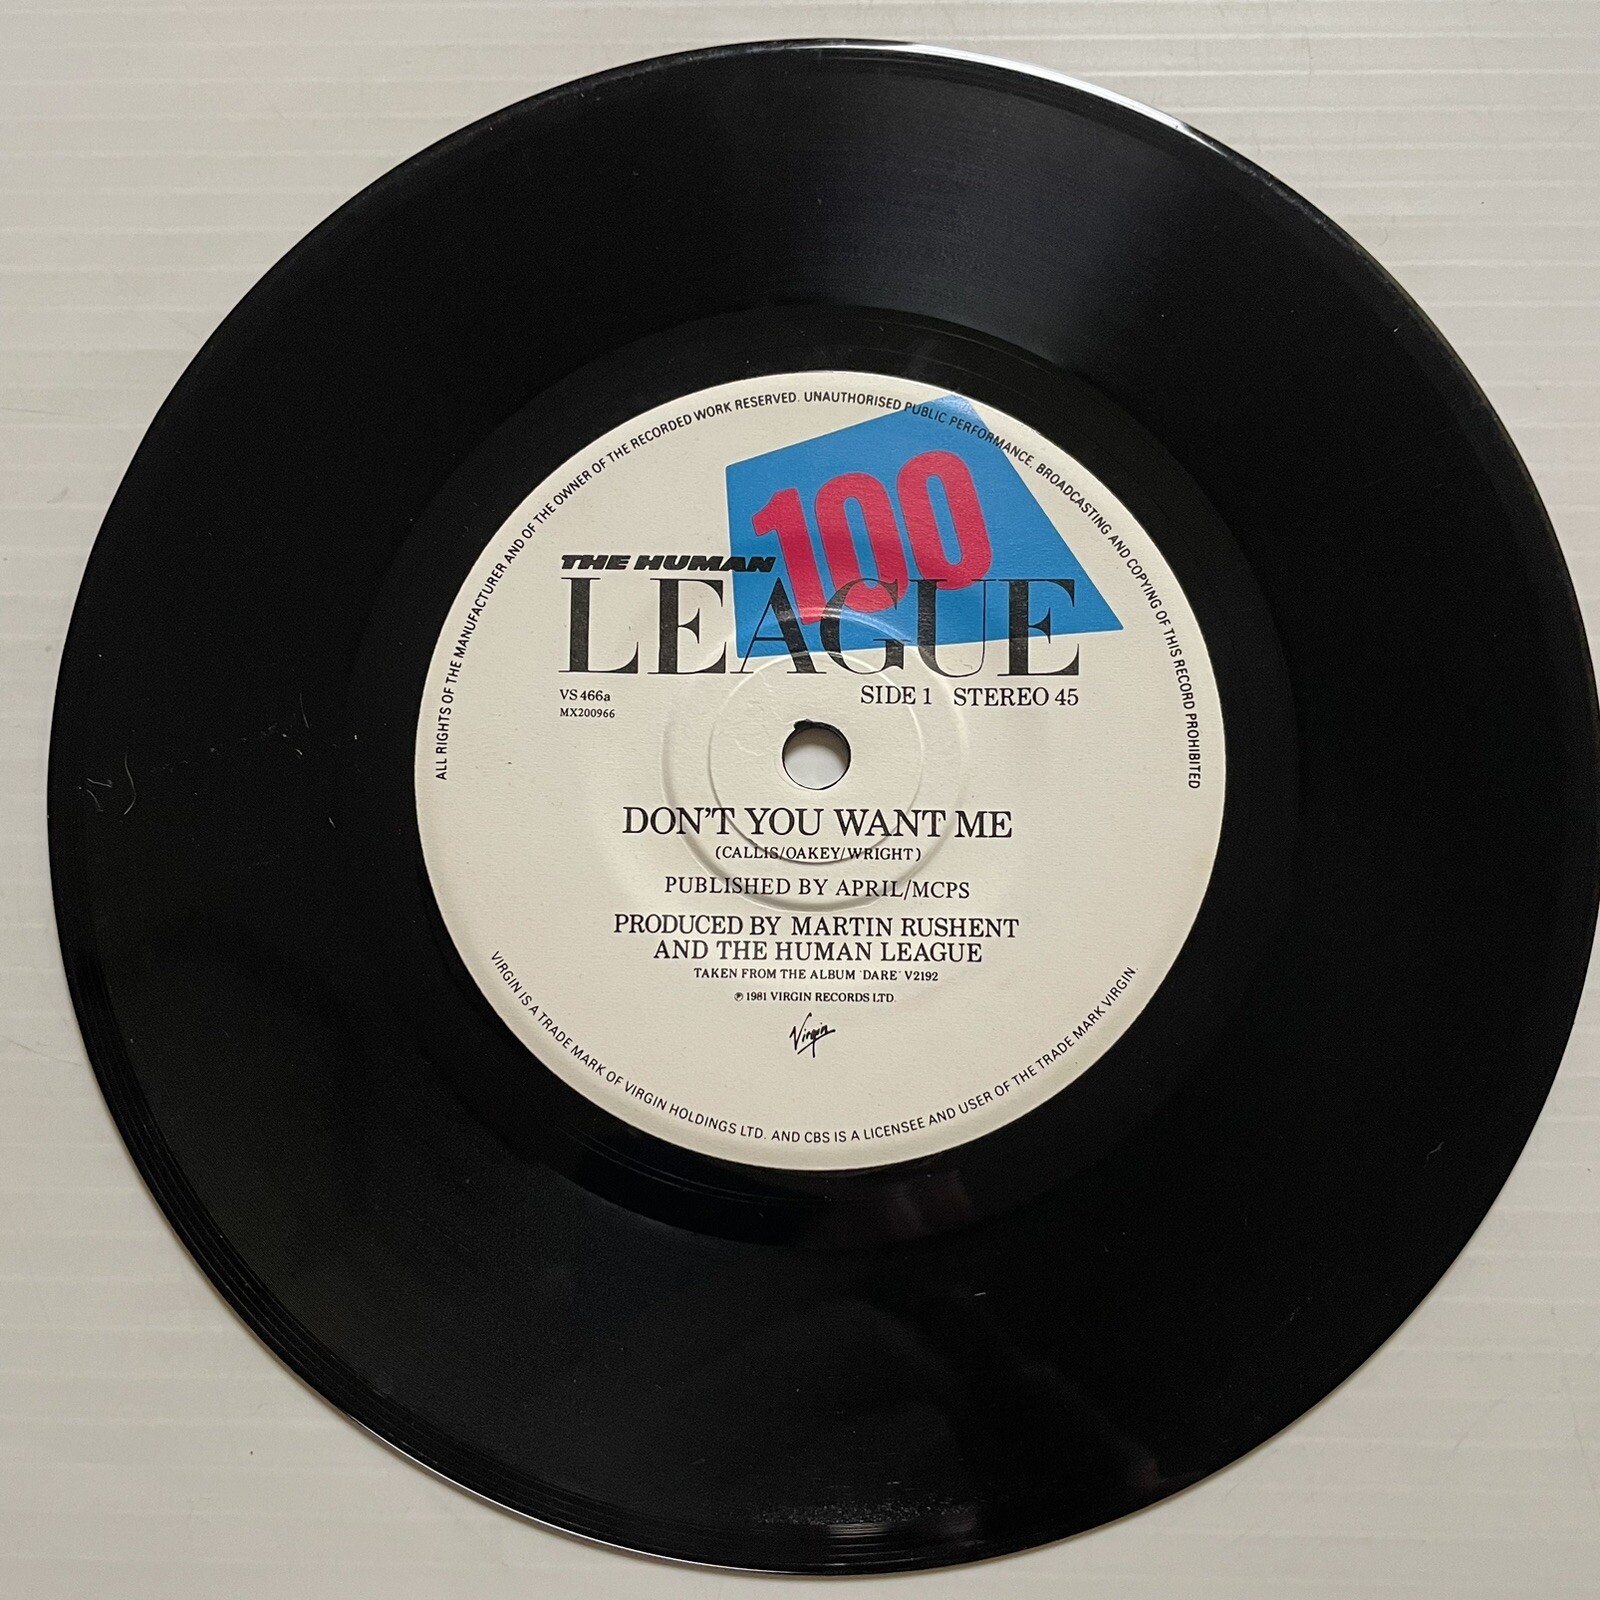 ALL RIGHTS OF THE MANUFACTURER AND OF THE OWNER OF THE RECORDED WORK RESERVED. UNAUTHORISED PUBLIC PERFORMANCE, BROADCASTING AND COPYING OF THIS RECORD PROHIBITED
100
THE HUMAN
LEAGUE
VS 466a SIDE 1 STEREO 45
MX200966
DON'T YOU WANT ME
(CALLIS/OAKEY/WRIGHT)
PUBLISHED BY APRIL/MCPS
PRODUCED BY MARTIN RUSHENT
AND THE HUMAN LEAGUE
TAKEN FROM THE ALBUM 'DARE' V2192
℗ 1981 VIRGIN RECORDS LTD.
Virgin
VIRGIN IS A TRADE MARK OF VIRGIN HOLDINGS LTD. AND CBS IS A LICENSEE AND USER OF THE TRADE MARK VIRGIN.